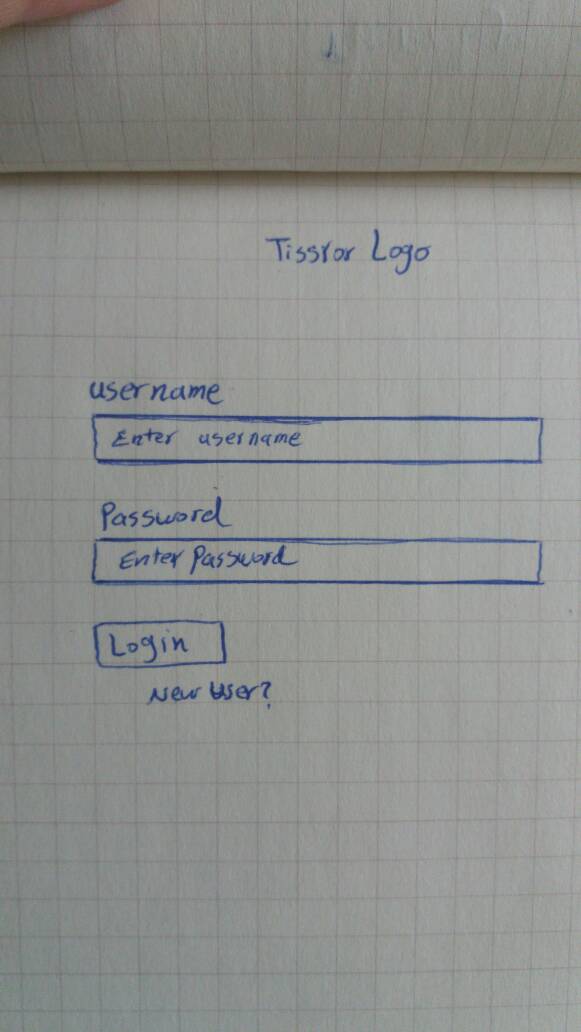 Tissror Logo
username
Enter username
Password
Enter Password
Login
New User?